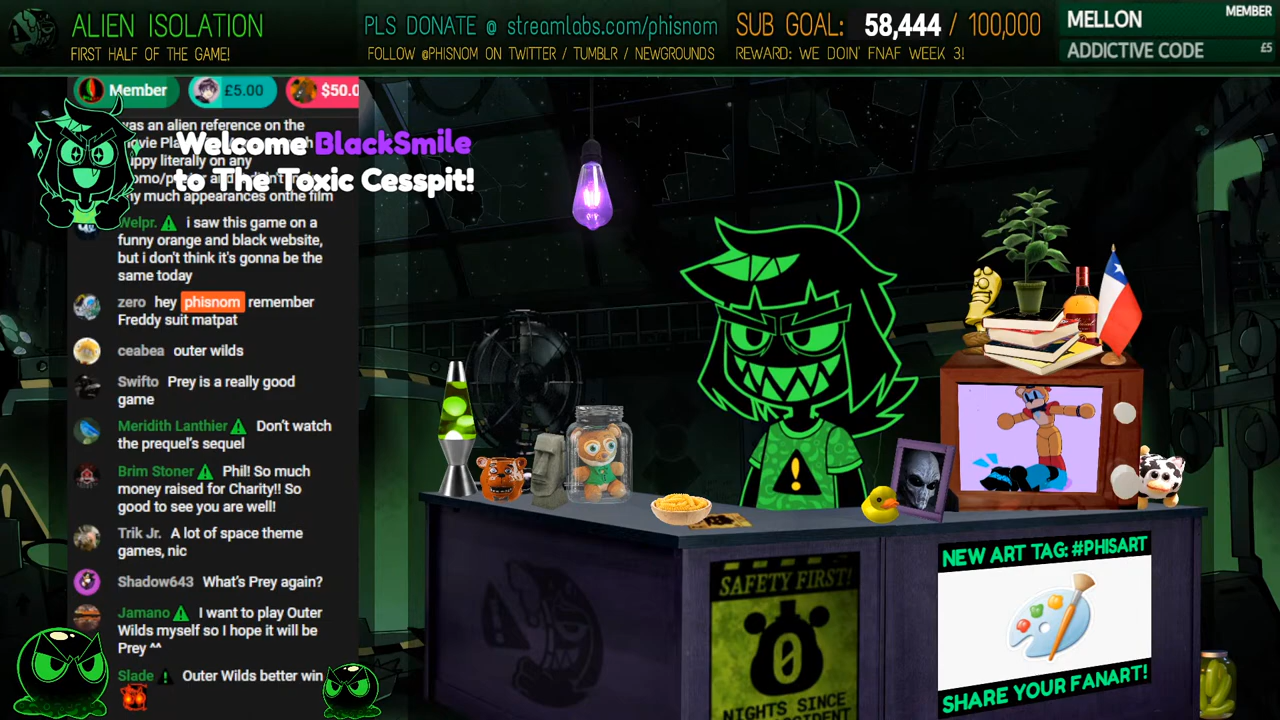 ALIEN ISOLATION
FIRST HALF OF THE GAME!
PLS DONATE @ streamlabs.com/phisnom
FOLLOW @PHISNOM ON TWITTER / TUMBLR / NEWGROUNDS
SUB GOAL: 58,444 / 100,000
REWARD: WE DOIN' FNAF WEEK 3!
MELLON MEMBER
ADDICTIVE CODE £5
Member £5.00 $50.0
was an alien reference on the
Welcome BlackSmile
to The Toxic Cesspit!
Welpr. i saw this game on a
funny orange and black website,
but i don't think it's gonna be the
same today
zero hey phisnom remember
Freddy suit matpat
ceabea outer wilds
Swifto Prey is a really good
game
Meridith Lanthier Don't watch
the prequel's sequel
Brim Stoner Phil! So much
money raised for Charity!! So
good to see you are well!
Trik Jr. A lot of space theme
games, nic
Shadow643 What's Prey again?
Jamano I want to play Outer
Wilds myself so I hope it will be
Prey ^^
Slade Outer Wilds better win
SAFETY FIRST!
0
NIGHTS SINCE
NEW ART TAG: #PHISART
SHARE YOUR FANART!